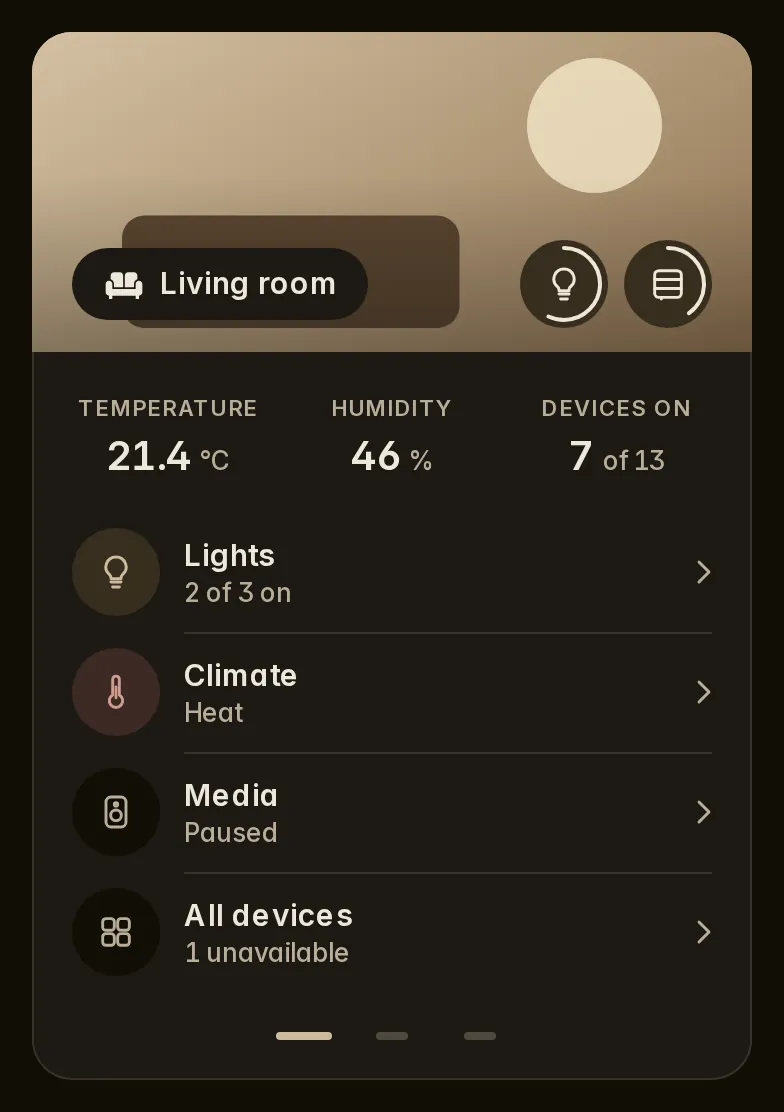 Living room
TEMPERATURE HUMIDITY DEVICES ON
21.4 °C 46 % 7 of 13
Lights
2 of 3 on
Climate
Heat
Media
Paused
All devices
1 unavailable